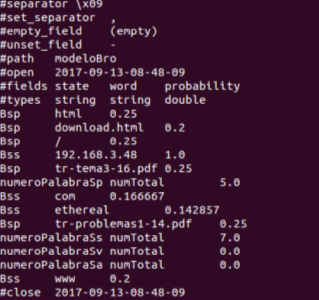 #separator \x09
#set_separator ,
#empty_field (empty)
#unset_field -
#path modeloBro
#open 2017-09-13-08-48-09
#fields state word probability
#types string string double
Bsp html 0.25
Bsp download.html 0.2
Bsp / 0.25
Bss 192.168.3.48 1.0
Bsp tr-tema3-16.pdf 0.25
numeroPalabraSp numTotal 5.0
Bss com 0.166667
Bss ethereal 0.142857
Bsp tr-problemas1-14.pdf 0.25
numeroPalabraSs numTotal 7.0
numeroPalabraSv numTotal 0.0
numeroPalabraSa numTotal 0.0
Bss www 0.2
#close 2017-09-13-08-48-09